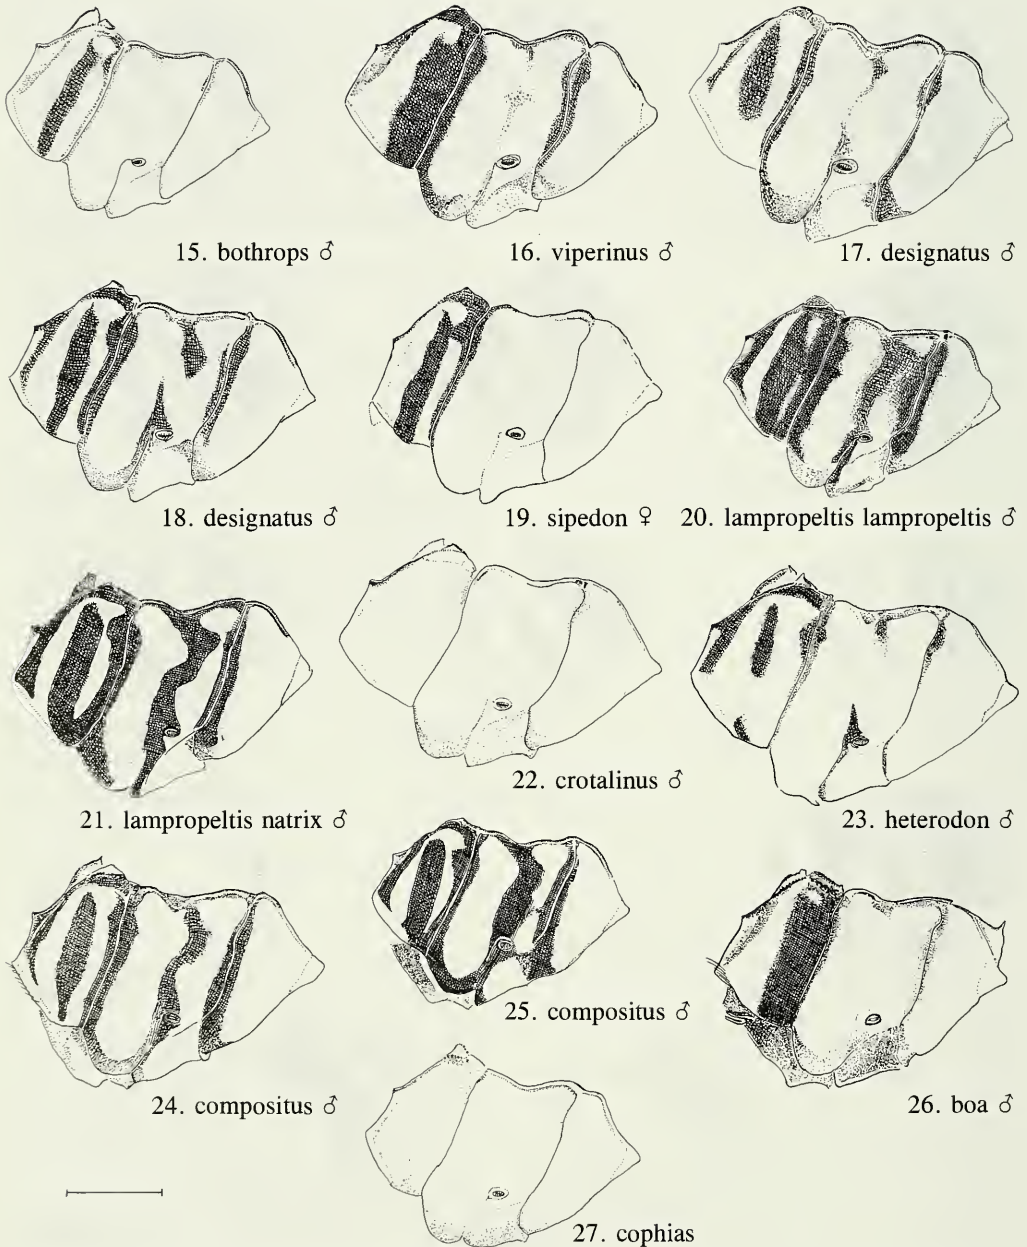 15. bothrops ♂
16. viperinus ♂
17. designatus ♂
18. designatus ♂
19. sipedon ♀
20. lampropeltis lampropeltis ♂
21. lampropeltis natrix ♂
22. crotalinus ♂
23. heterodon ♂
24. compositus ♂
25. compositus ♂
26. boa ♂
27. cophias